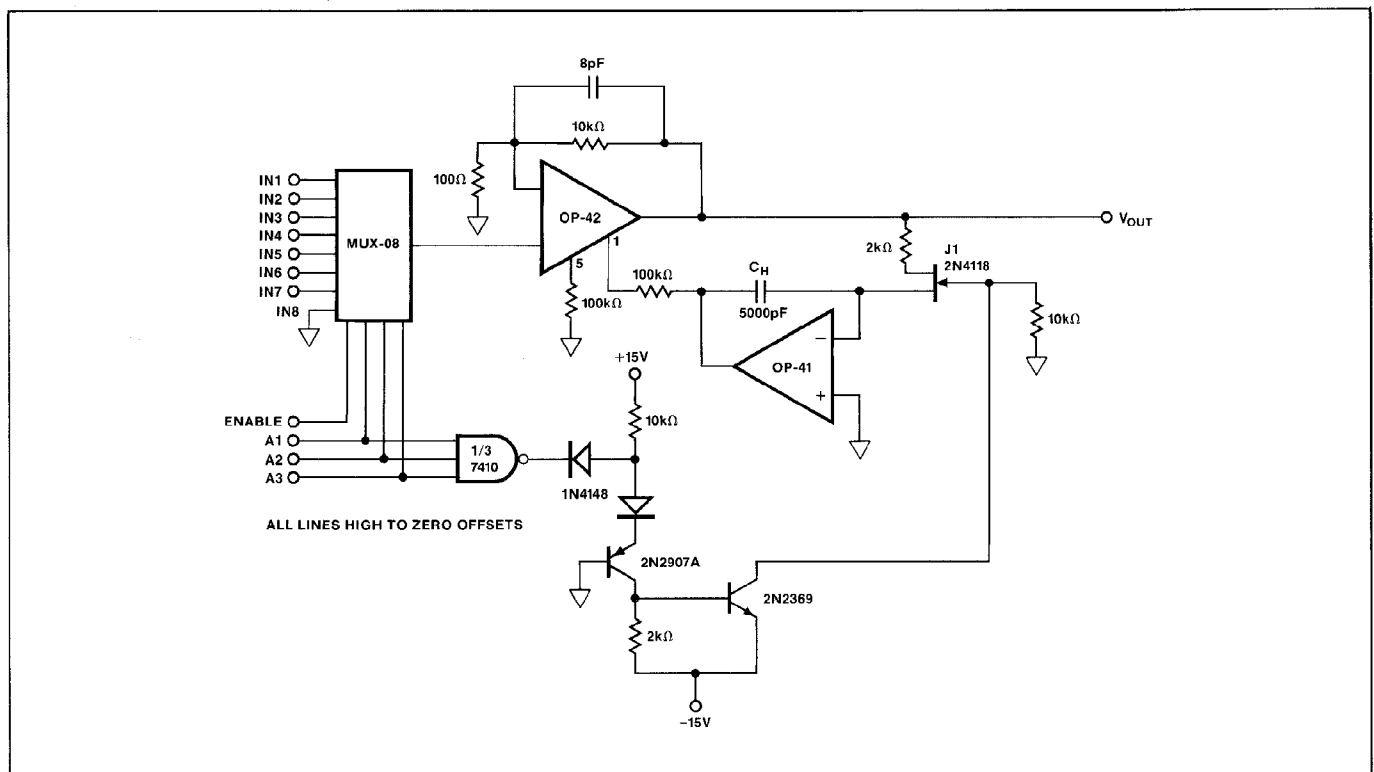 8pF
10kΩ
100Ω
IN1
IN2
IN3
IN4
IN5
IN6
IN7
IN8
MUX-08
OP-42
1
5
100kΩ
100kΩ
C_H
5000pF
2kΩ
J1
2N4118
V_OUT
10kΩ
OP-41
−
+
+15V
10kΩ
ENABLE
A1
A2
A3
1/3
7410
1N4148
ALL LINES HIGH TO ZERO OFFSETS
2N2907A
2N2369
2kΩ
−15V